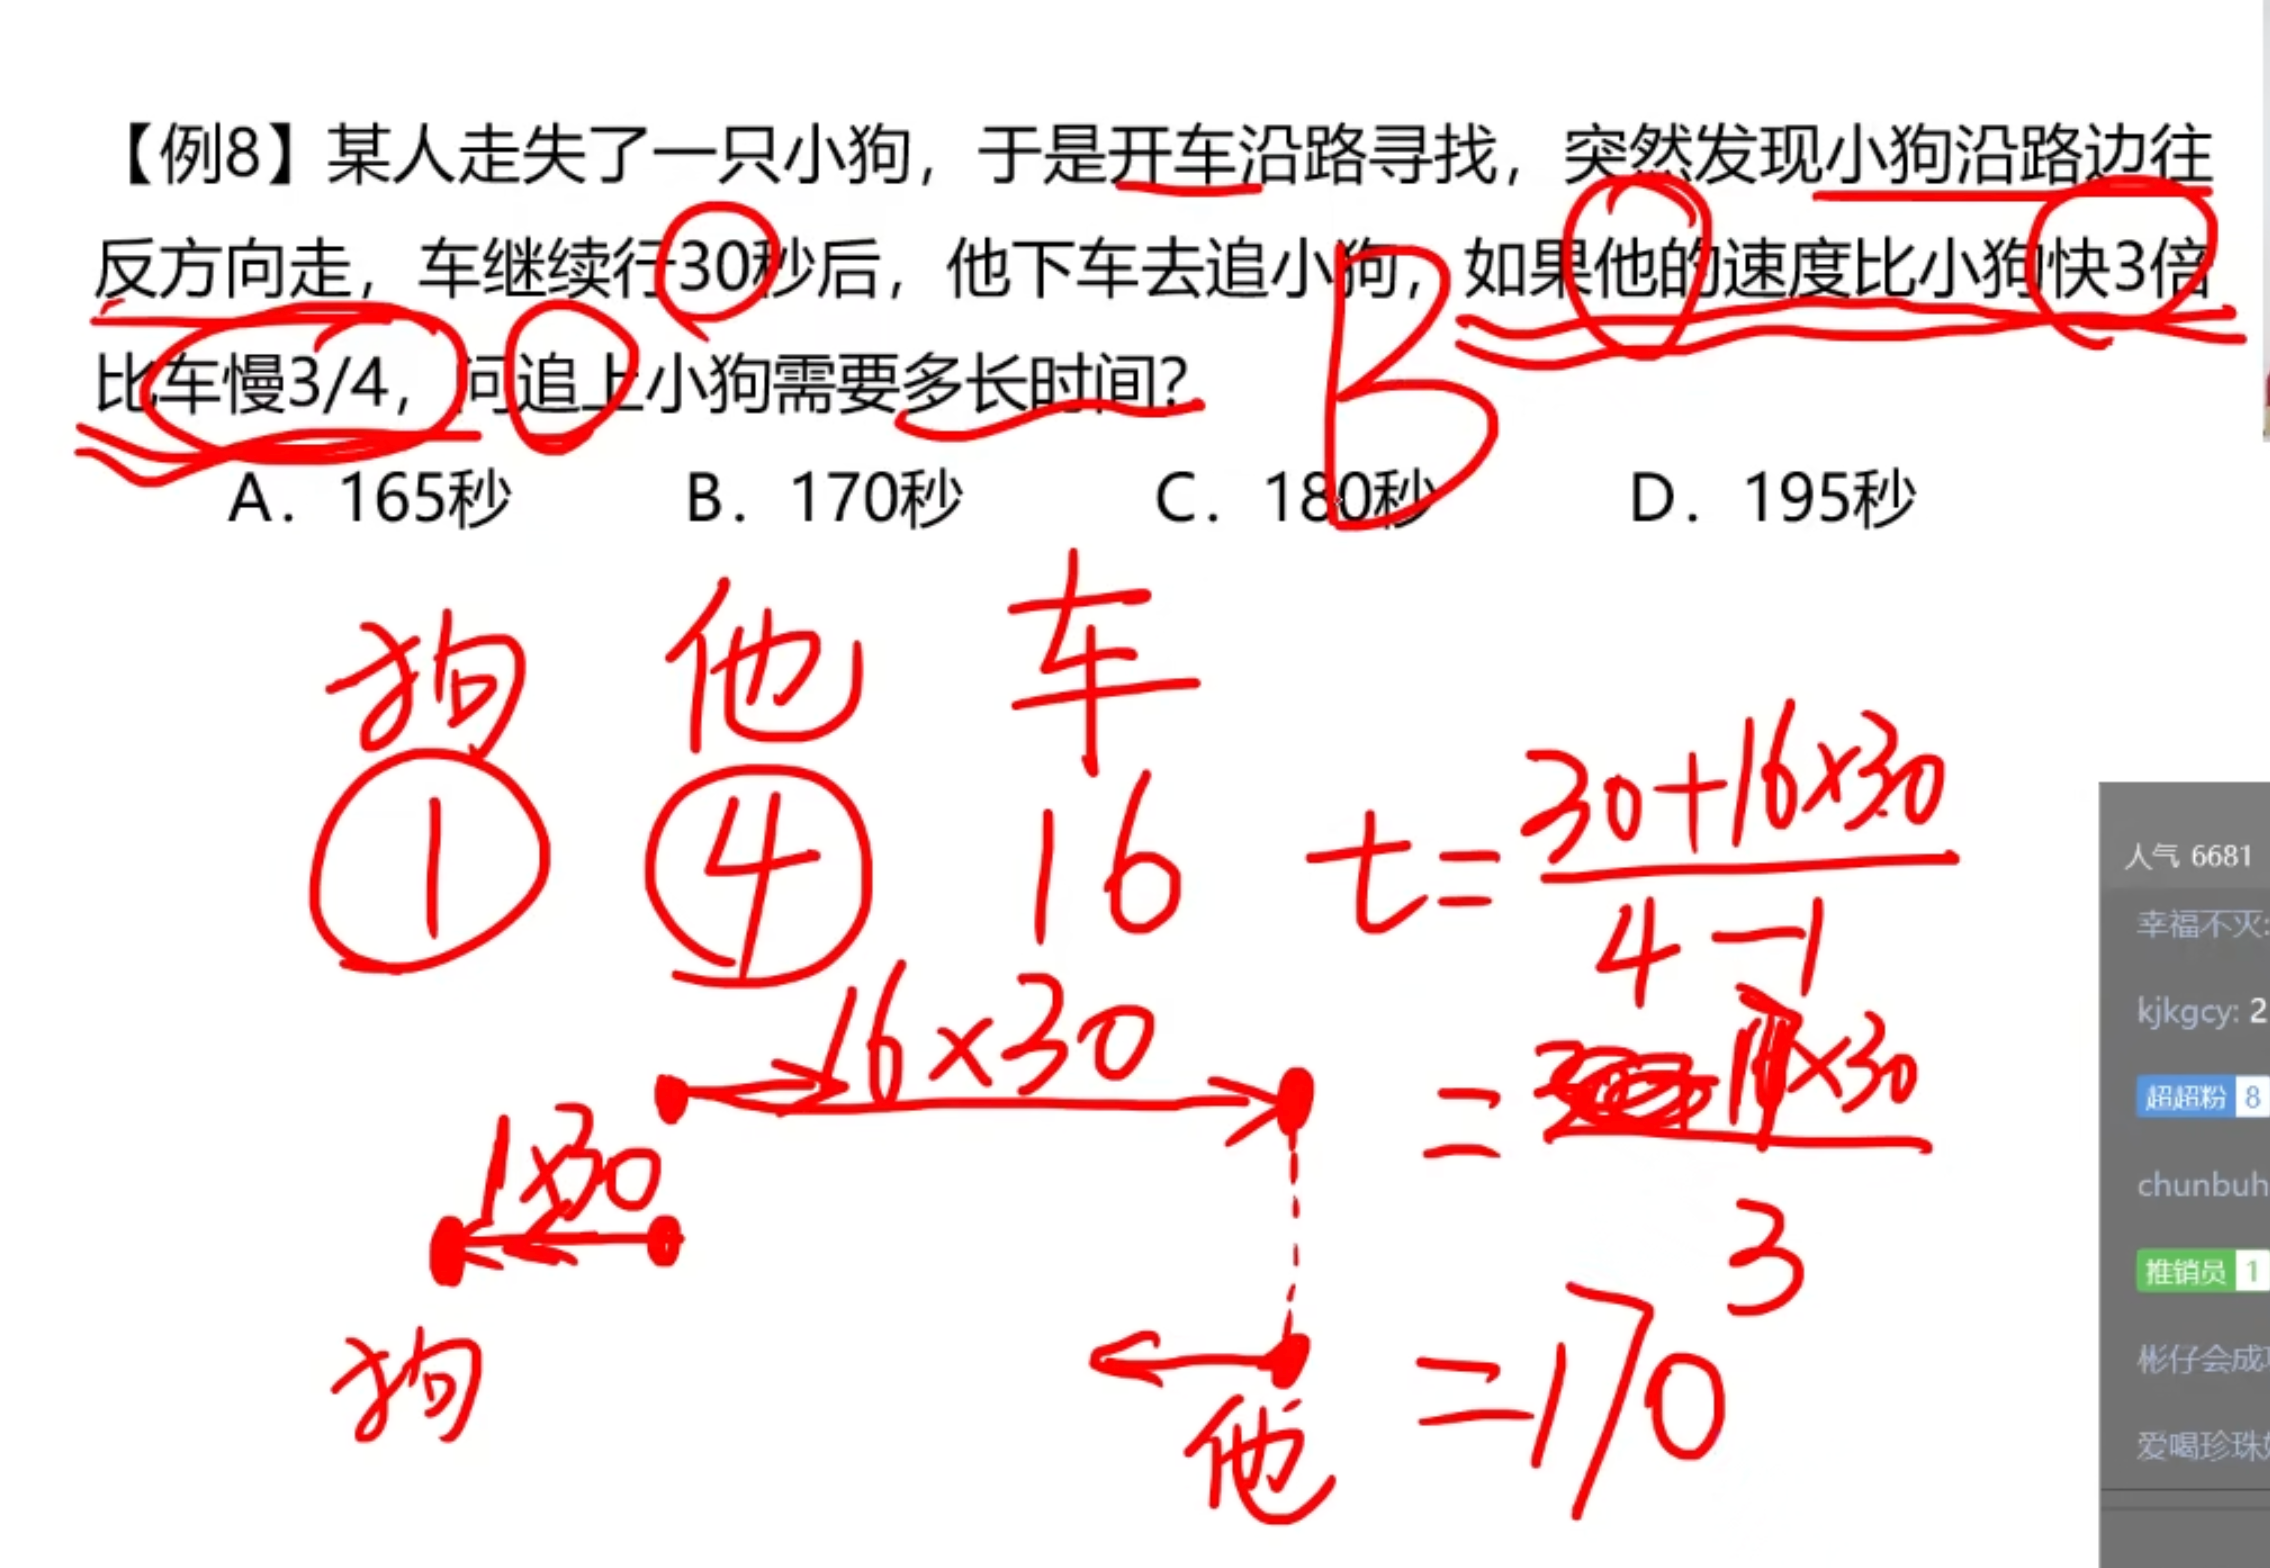 【例8】某人走失了一只小狗，于是开车沿路寻找，突然发现小狗沿路边往
反方向走，车继续行30秒后，他下车去追小狗，如果他的速度比小狗快3倍
比车慢3/4，问追上小狗需要多长时间？
B
A. 165秒 B. 170秒 C. 180秒 D. 195秒
狗 他 车
1 4 16
t= 30+16×30
4-1
16×30
1×30
= ×30
3
=170
狗
他
人气 6681
幸福不灭:
kjkgcy: 2
超超粉 8
chunbuh
推销员 1
彬仔会成
爱喝珍珠